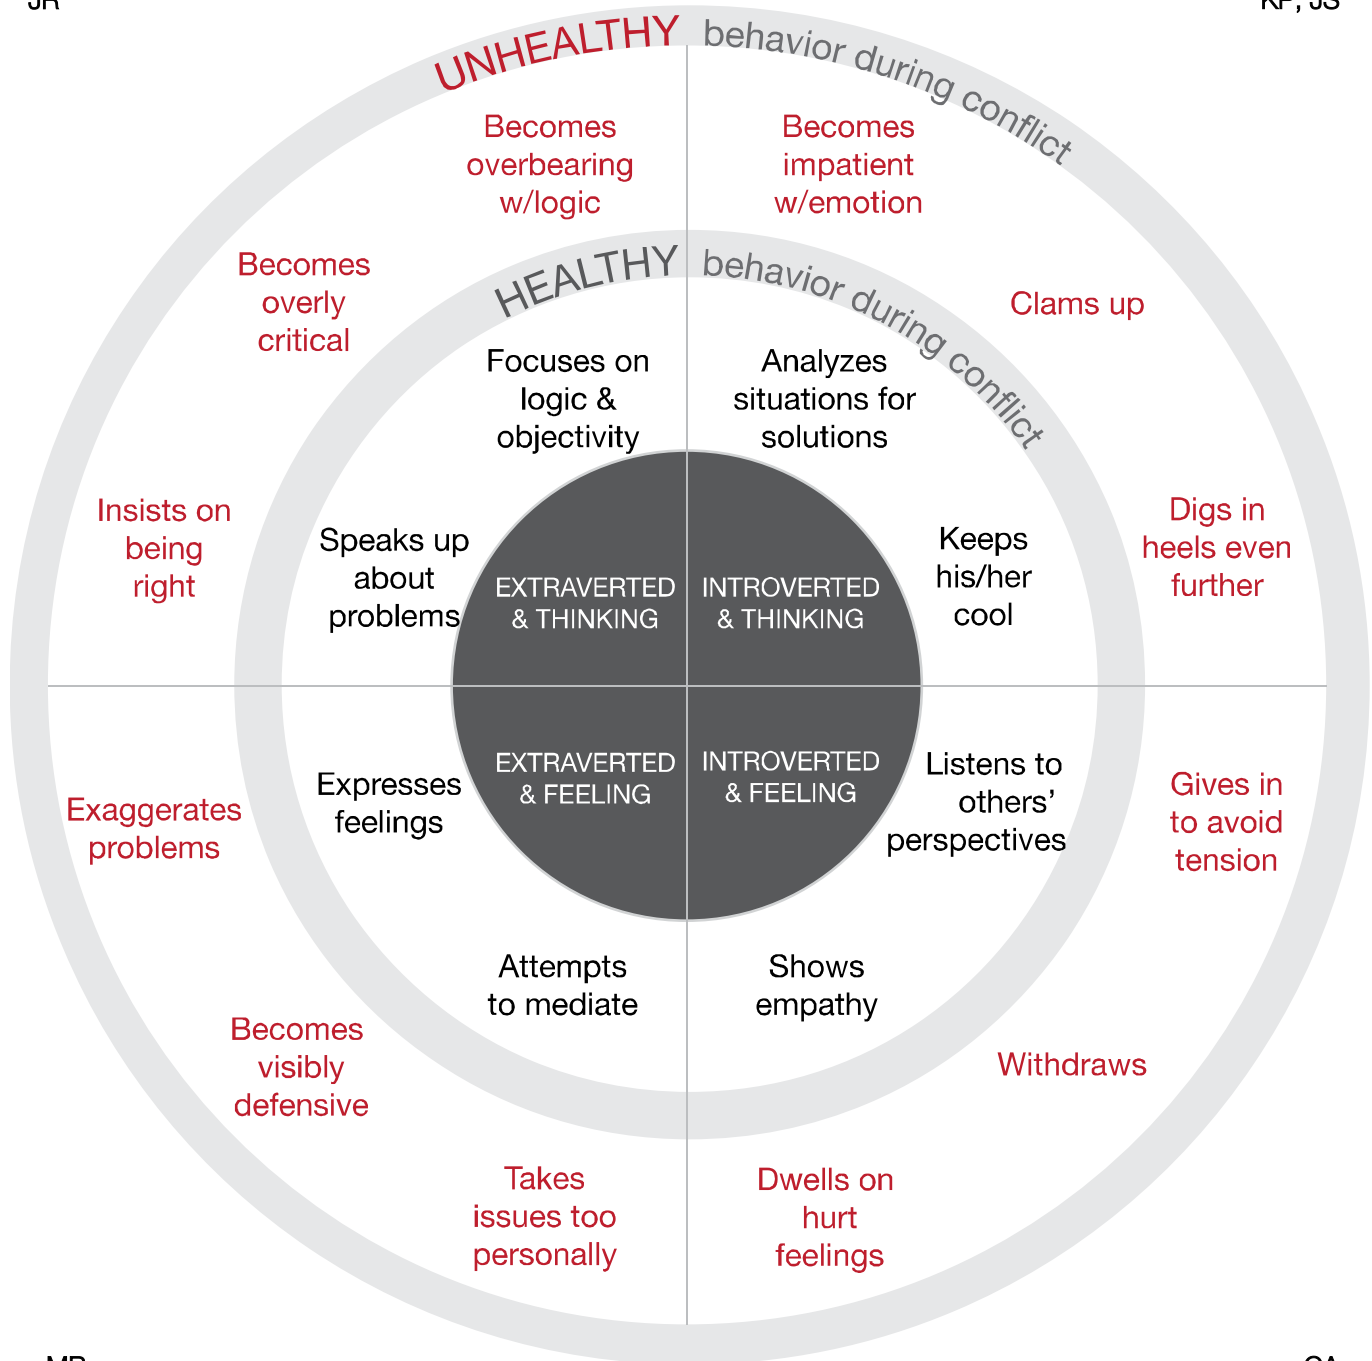 JR
KP, JS
UNHEALTHY behavior during conflict
Becomes
overbearing
w/logic
Becomes
impatient
w/emotion
Becomes
overly
critical
Clams up
Insists on
being
right
Digs in
heels even
further
HEALTHY behavior during conflict
Focuses on
logic &
objectivity
Analyzes
situations for
solutions
Speaks up
about
problems
Keeps
his/her
cool
EXTRAVERTED
& THINKING
INTROVERTED
& THINKING
EXTRAVERTED
& FEELING
INTROVERTED
& FEELING
Expresses
feelings
Listens to
others’
perspectives
Attempts
to mediate
Shows
empathy
Exaggerates
problems
Gives in
to avoid
tension
Becomes
visibly
defensive
Withdraws
Takes
issues too
personally
Dwells on
hurt
feelings